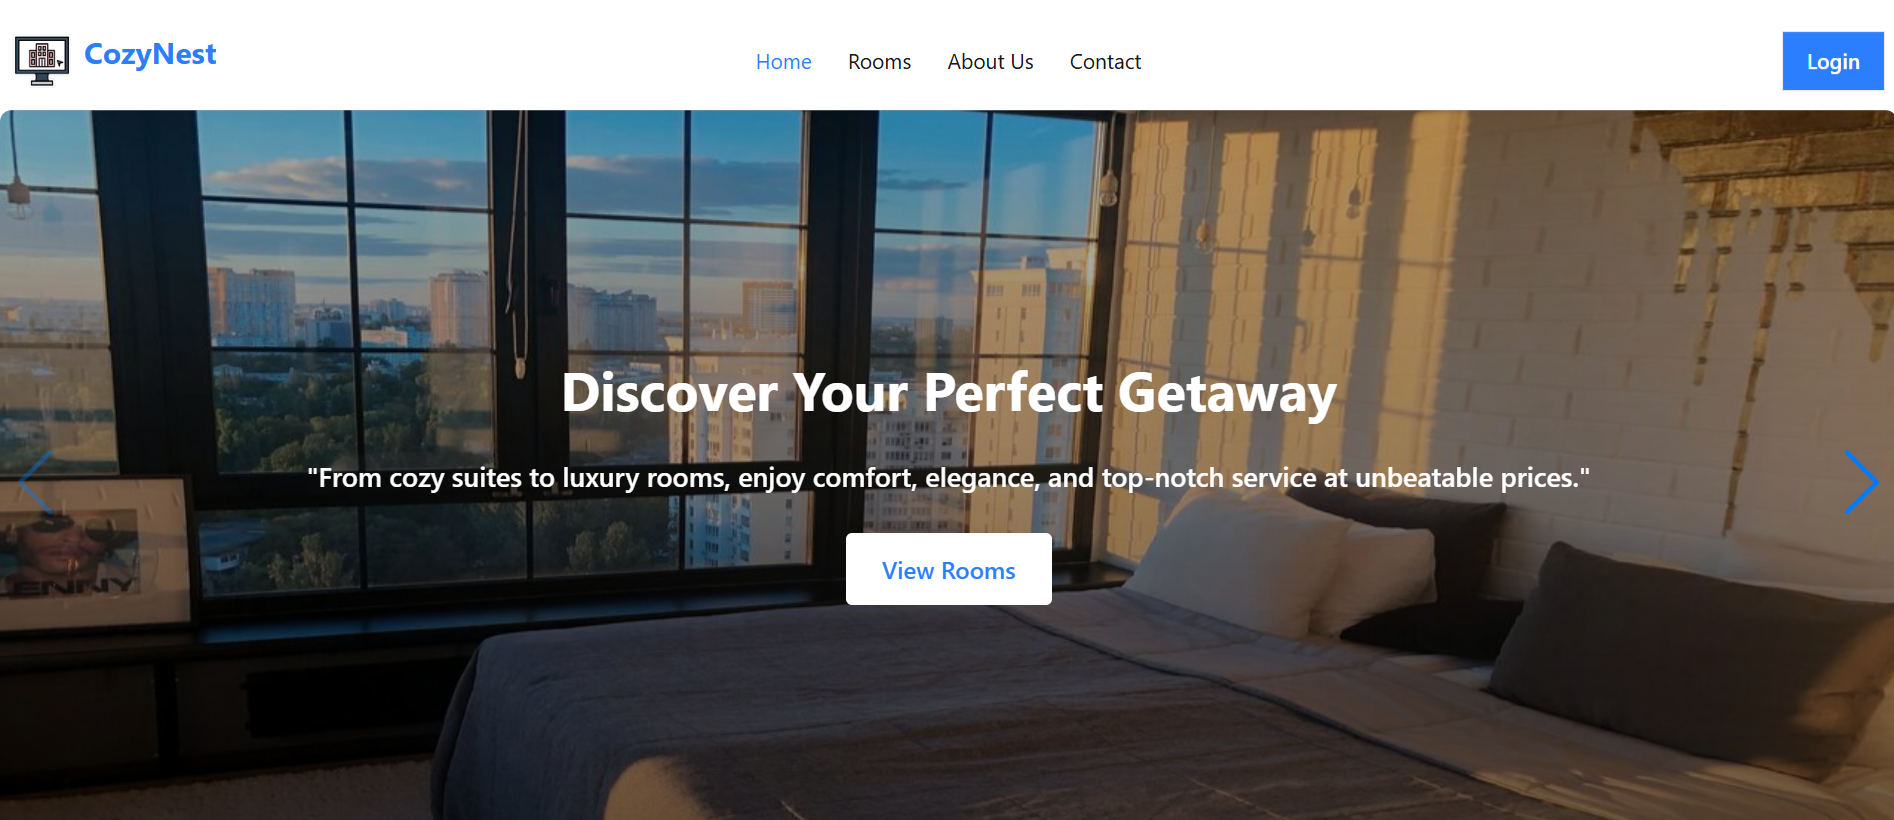 CozyNest
Home
Rooms
About Us
Contact
Login
Discover Your Perfect Getaway
"From cozy suites to luxury rooms, enjoy comfort, elegance, and top-notch service at unbeatable prices."
View Rooms
LENNY